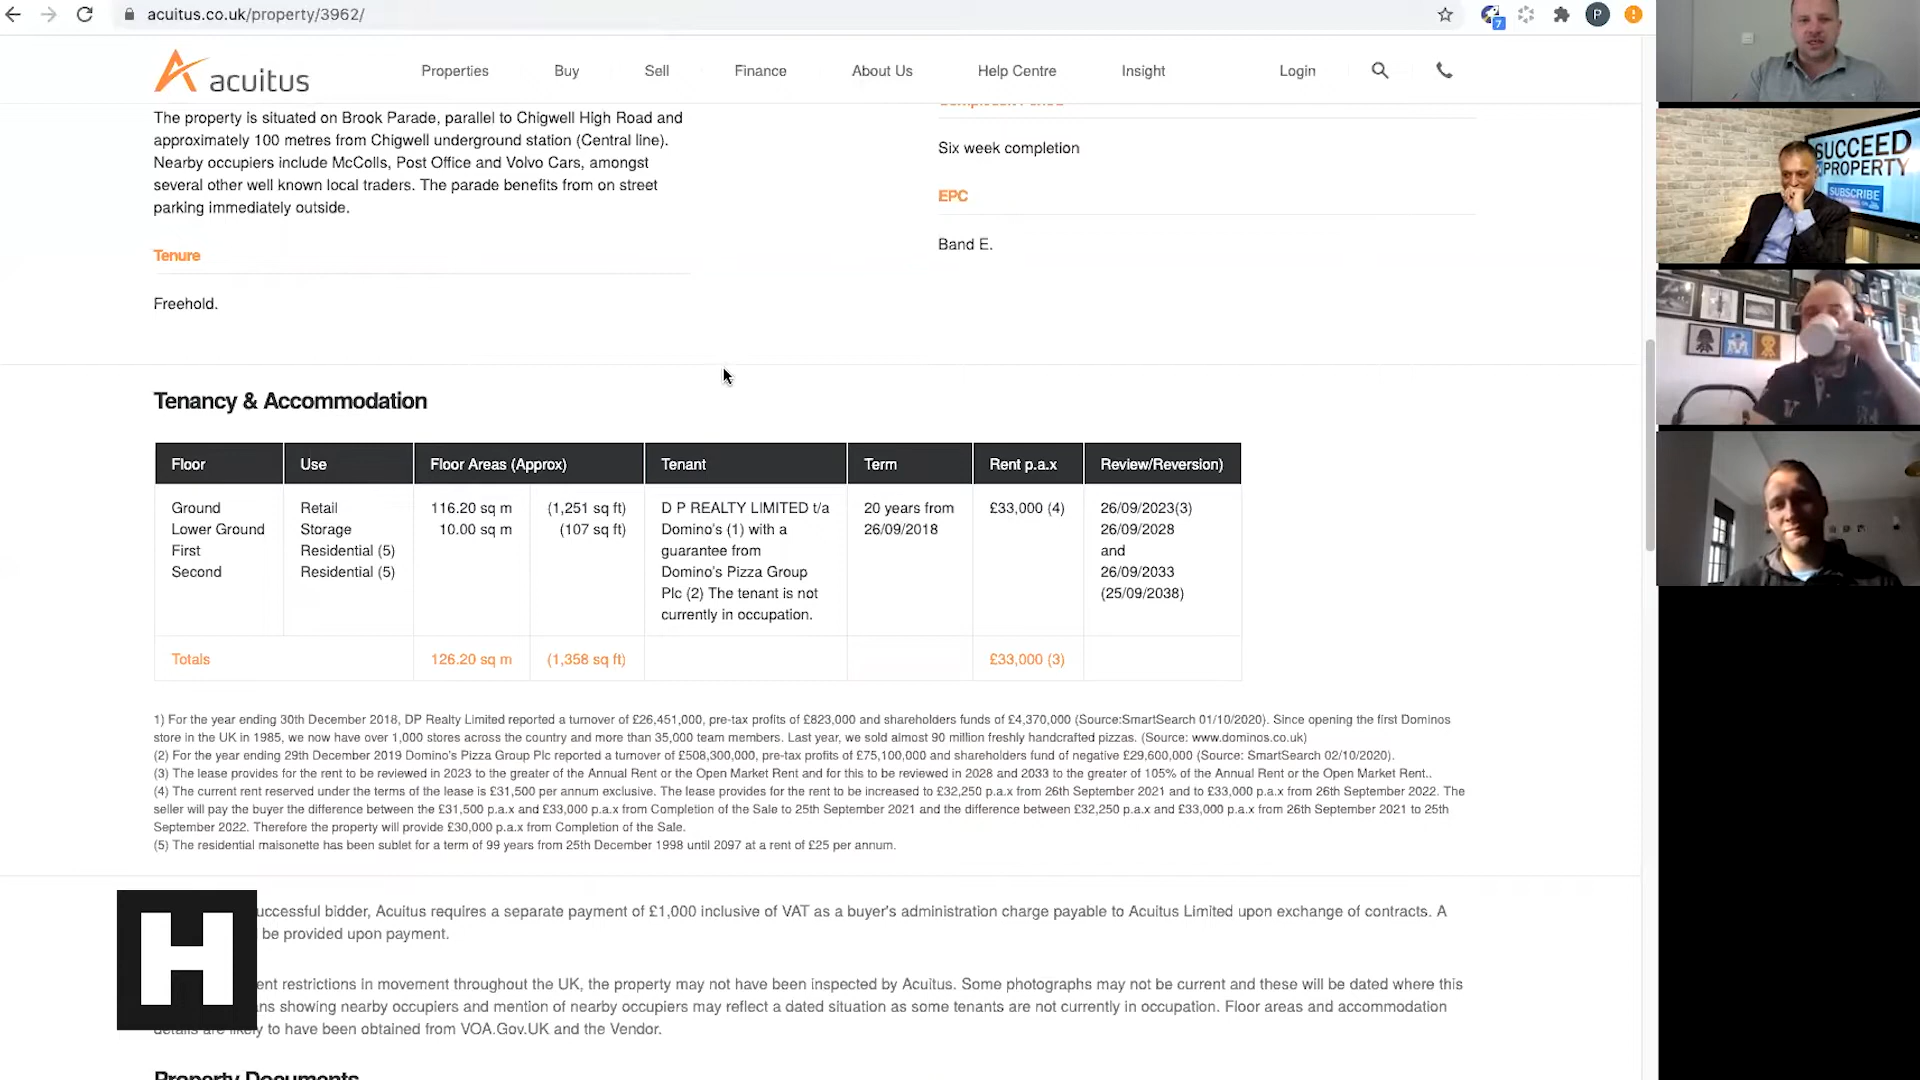 acuitus.co.uk/property/3962/
7
P
acuitus
Properties
Buy
Sell
Finance
About Us
Help Centre
Insight
Login
The property is situated on Brook Parade, parallel to Chigwell High Road and
approximately 100 metres from Chigwell underground station (Central line).
Nearby occupiers include McColls, Post Office and Volvo Cars, amongst
several other well known local traders. The parade benefits from on street
parking immediately outside.
Tenure
Freehold.
Completion Period
Six week completion
EPC
Band E.
SUCCEED
PROPERTY
SUBSCRIBE
Tenancy & Accommodation
Floor Use Floor Areas (Approx) Tenant Term Rent p.a.x Review/Reversion)
Ground Retail 116.20 sq m (1,251 sq ft) D P REALTY LIMITED t/a 20 years from £33,000 (4) 26/09/2023(3)
Lower Ground Storage 10.00 sq m (107 sq ft) Domino's (1) with a 26/09/2018 26/09/2028
First Residential (5) guarantee from and
Second Residential (5) Domino's Pizza Group 26/09/2033
Plc (2) The tenant is not (25/09/2038)
currently in occupation.
Totals 126.20 sq m (1,358 sq ft) £33,000 (3)
1) For the year ending 30th December 2018, DP Realty Limited reported a turnover of £26,451,000, pre-tax profits of £823,000 and shareholders funds of £4,370,000 (Source:SmartSearch 01/10/2020). Since opening the first Dominos
store in the UK in 1985, we now have over 1,000 stores across the country and more than 35,000 team members. Last year, we sold almost 90 million freshly handcrafted pizzas. (Source: www.dominos.co.uk)
(2) For the year ending 29th December 2019 Domino's Pizza Group Plc reported a turnover of £508,300,000, pre-tax profits of £75,100,000 and shareholders fund of negative £29,600,000 (Source: SmartSearch 02/10/2020).
(3) The lease provides for the rent to be reviewed in 2023 to the greater of the Annual Rent or the Open Market Rent and for this to be reviewed in 2028 and 2033 to the greater of 105% of the Annual Rent or the Open Market Rent..
(4) The current rent reserved under the terms of the lease is £31,500 per annum exclusive. The lease provides for the rent to be increased to £32,250 p.a.x from 26th September 2021 and to £33,000 p.a.x from 26th September 2022. The
seller will pay the buyer the difference between the £31,500 p.a.x and £33,000 p.a.x from Completion of the Sale to 25th September 2021 and the difference between £32,250 p.a.x and £33,000 p.a.x from 26th September 2021 to 25th
September 2022. Therefore the property will provide £30,000 p.a.x from Completion of the Sale.
(5) The residential maisonette has been sublet for a term of 99 years from 25th December 1998 until 2097 at a rent of £25 per annum.
uccessful bidder, Acuitus requires a separate payment of £1,000 inclusive of VAT as a buyer's administration charge payable to Acuitus Limited upon exchange of contracts. A
be provided upon payment.
H
ent restrictions in movement throughout the UK, the property may not have been inspected by Acuitus. Some photographs may not be current and these will be dated where this
ns showing nearby occupiers and mention of nearby occupiers may reflect a dated situation as some tenants are not currently in occupation. Floor areas and accommodation
details are likely to have been obtained from VOA.Gov.UK and the Vendor.
Property Documents